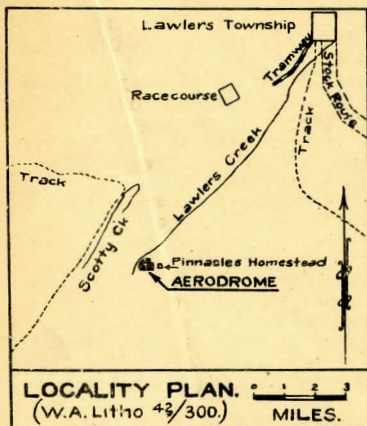 Lawlers Township
Tramway
Stock Route
Racecourse
Track
Lawlers Creek
Track
Scotty Ck
Pinnacles Homestead
AERODROME
LOCALITY PLAN.
0 1 2 3
(W.A. Litho 42/300.)
MILES.